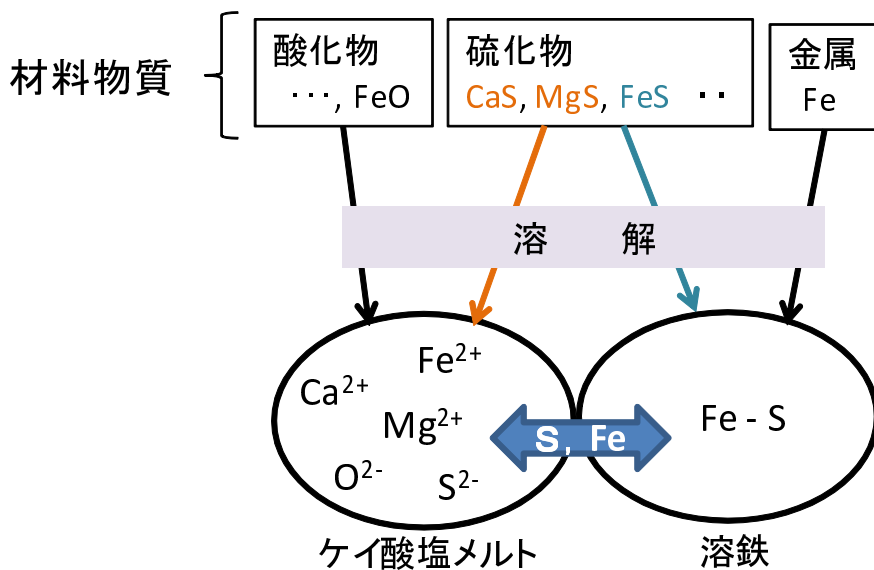 材料物質
酸化物
…, FeO
硫化物
CaS, MgS, FeS ‥
金属
Fe
溶 解
Fe²⁺
Ca²⁺
Mg²⁺
O²⁻
S²⁻
S, Fe
Fe - S
ケイ酸塩メルト
溶鉄